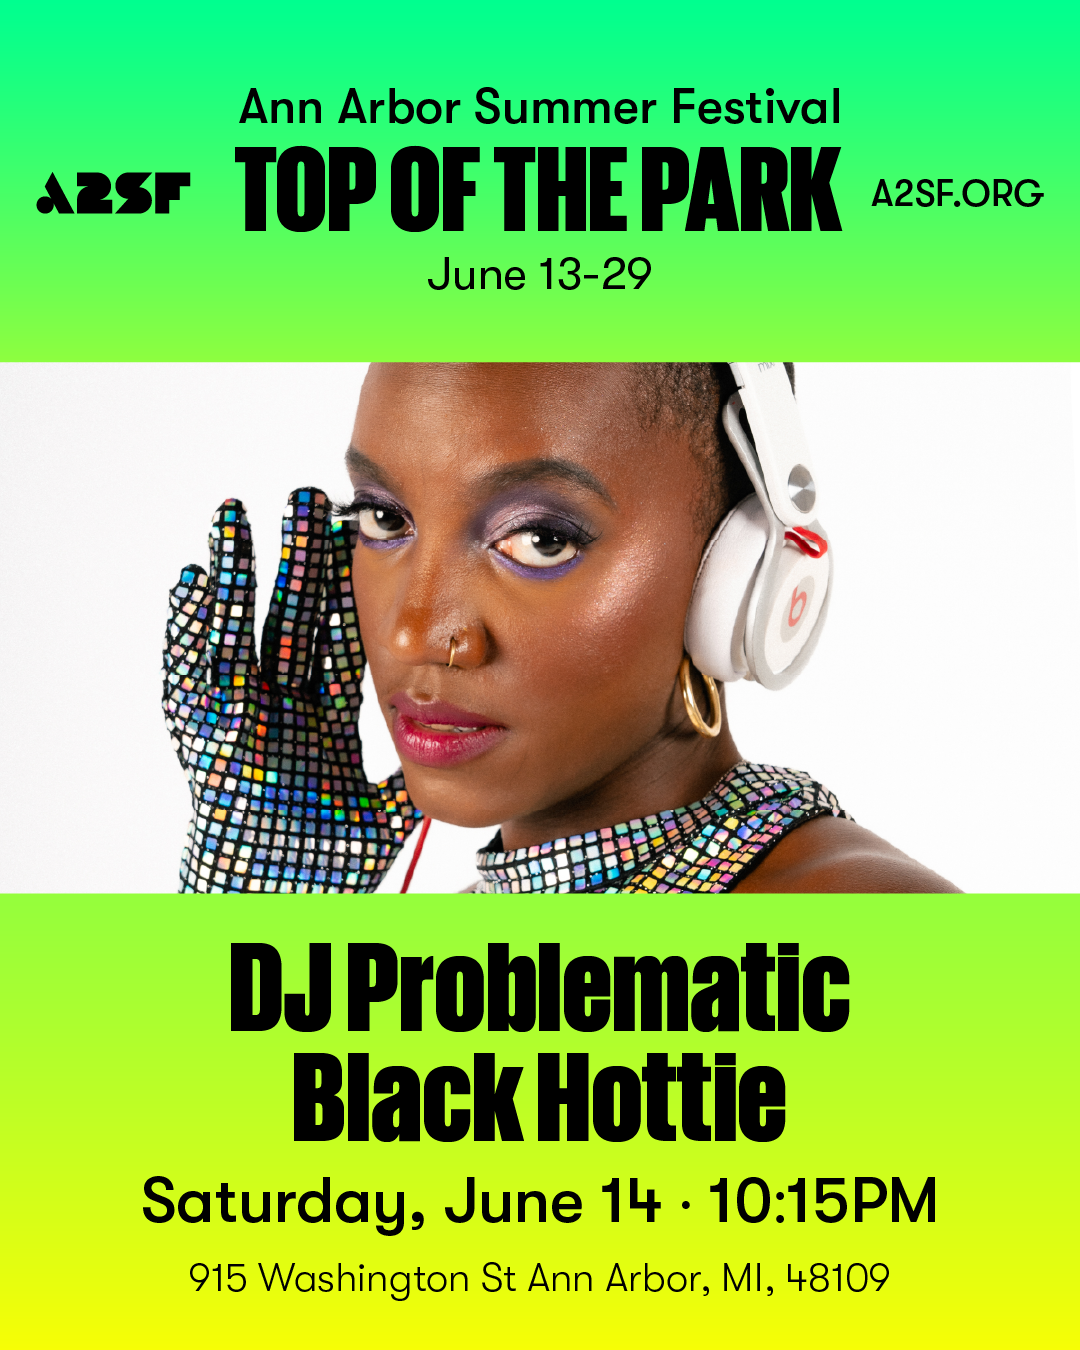 Ann Arbor Summer Festival
A2SF
TOP OF THE PARK
A2SF.ORG
June 13-29
b
DJ Problematic
Black Hottie
Saturday, June 14 · 10:15PM
915 Washington St Ann Arbor, MI, 48109